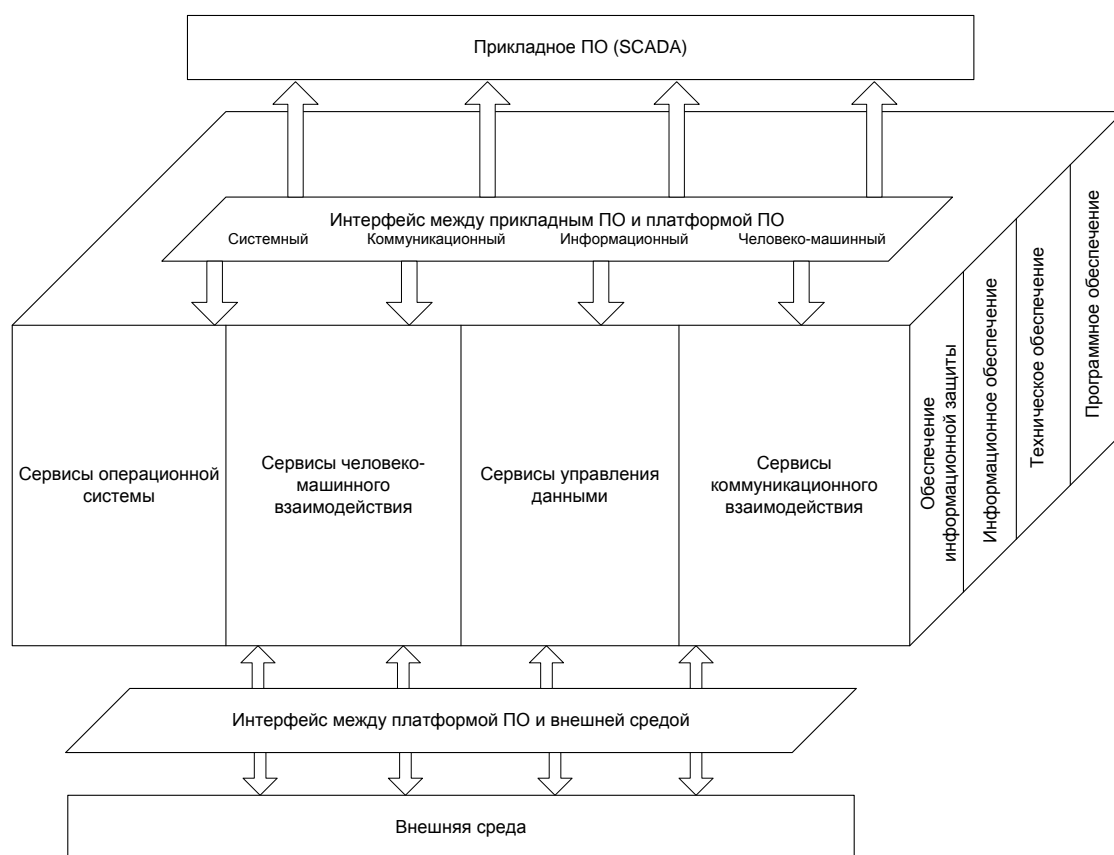 Прикладное ПО (SCADA)
Интерфейс между прикладным ПО и платформой ПО
Системный
Коммуникационный
Информационный
Человеко-машинный
Сервисы операционной
системы
Сервисы человеко-
машинного
взаимодействия
Сервисы управления
данными
Сервисы
коммуникационного
взаимодействия
Обеспечение
информационной защиты
Информационное обеспечение
Техническое обеспечение
Программное обеспечение
Интерфейс между платформой ПО и внешней средой
Внешняя среда